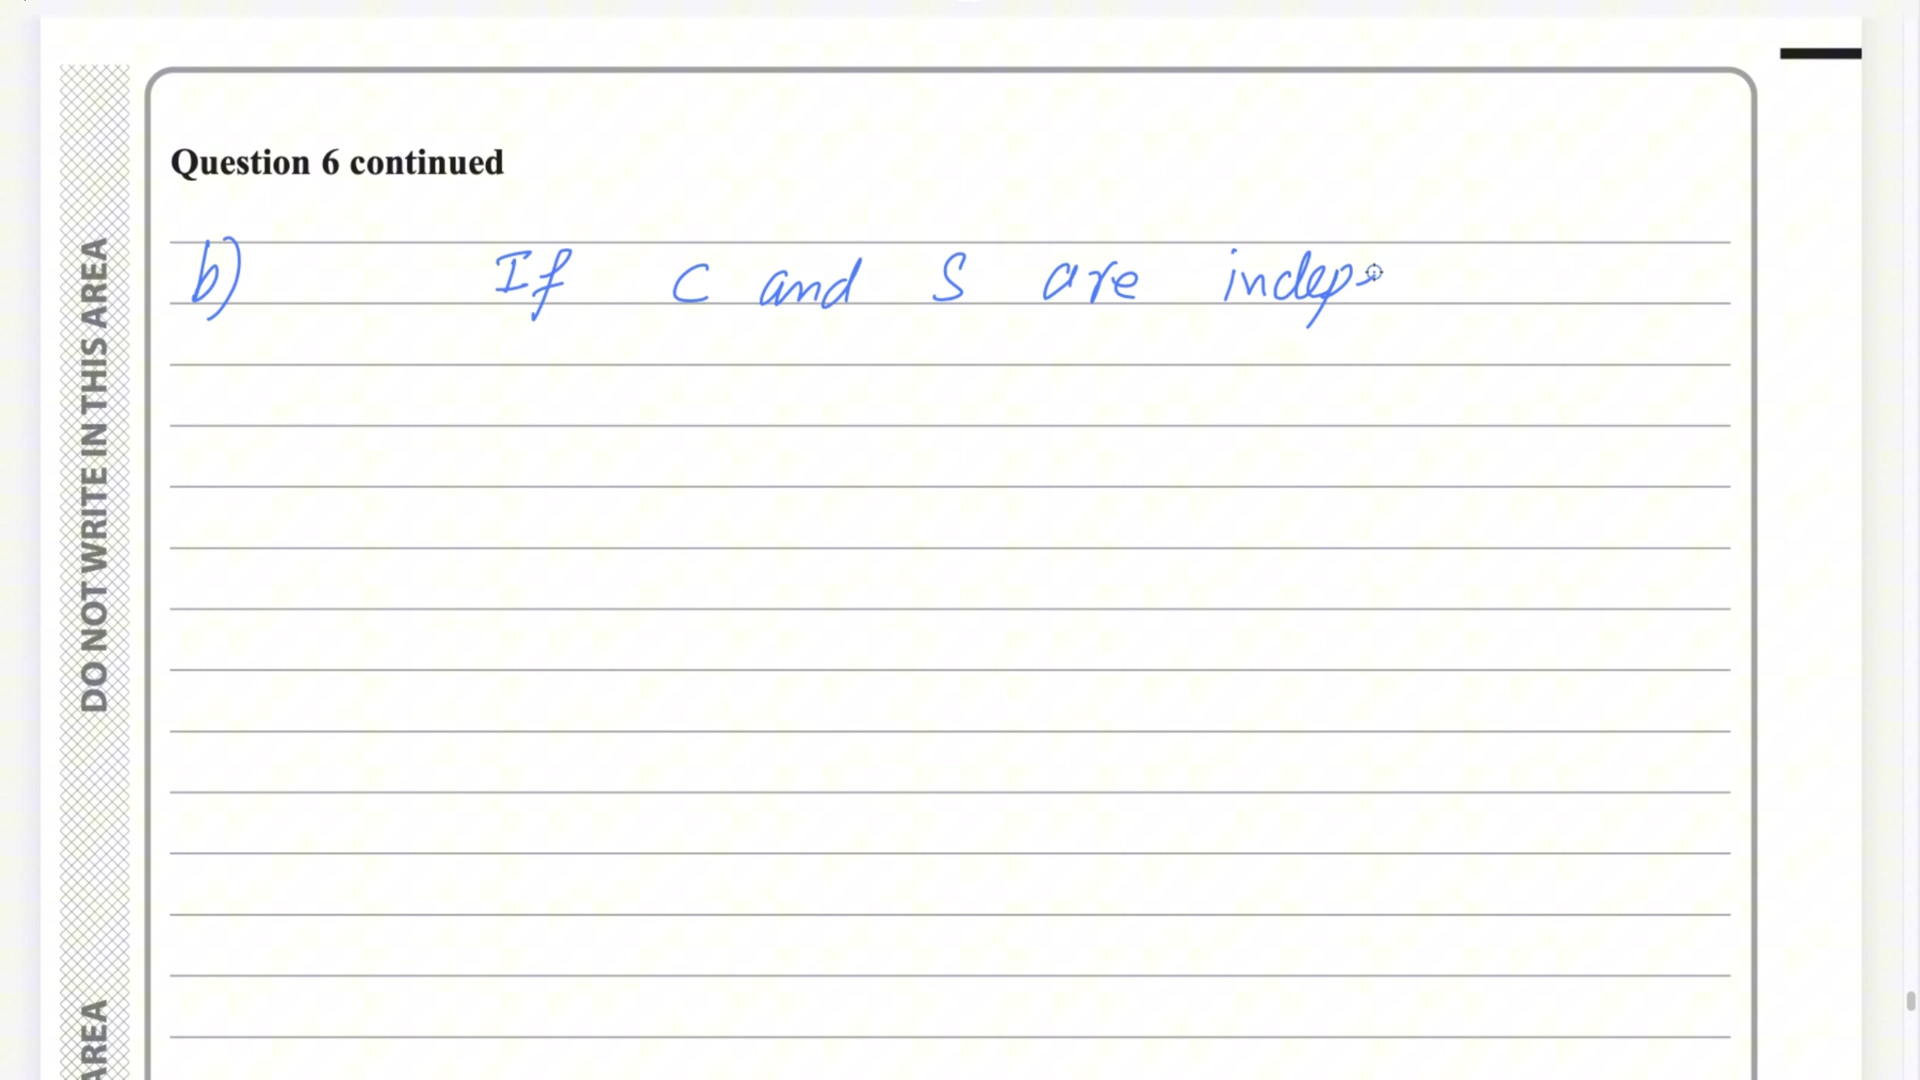 Question 6 continued
b) If C and S are indep
DO NOT WRITE IN THIS AREA
AREA